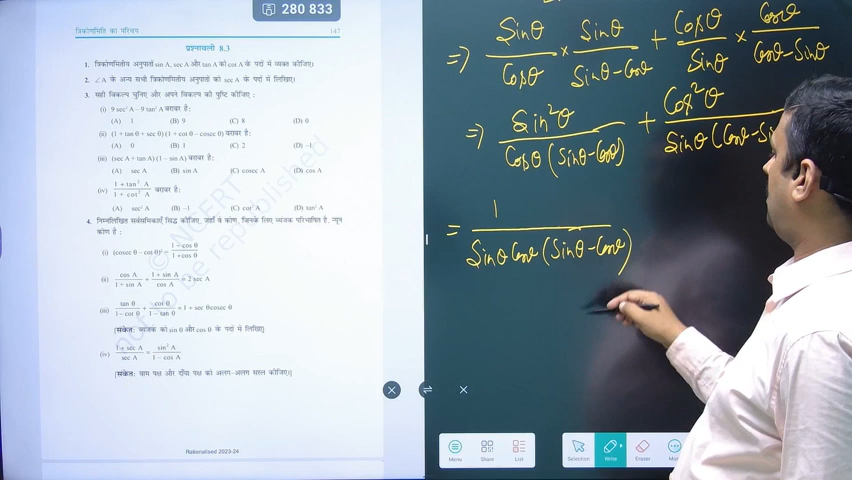 280 833
त्रिकोणमिति का परिचय
147
प्रश्नावली 8.3
1. त्रिकोणमितीय अनुपातों sin A, sec A और tan A को cot A के पदों में व्यक्त कीजिए।
2. ∠A के अन्य सभी त्रिकोणमितीय अनुपातों को sec A के पदों में लिखिए।
3. सही विकल्प चुनिए और अपने विकल्प की पुष्टि कीजिए :
(i) 9 sec² A – 9 tan² A बराबर है:
(A) 1 (B) 9 (C) 8 (D) 0
(ii) (1 + tan θ + sec θ) (1 + cot θ – cosec θ) बराबर है:
(A) 0 (B) 1 (C) 2 (D) –1
(iii) (sec A + tan A) (1 – sin A) बराबर है:
(A) sec A (B) sin A (C) cosec A (D) cos A
(iv) (1 + tan² A)/(1 + cot² A) बराबर है:
(A) sec² A (B) –1 (C) cot² A (D) tan² A
4. निम्नलिखित सर्वसमिकाएँ सिद्ध कीजिए, जहाँ वे कोण, जिनके लिए व्यंजक परिभाषित है, न्यून
कोण है :
(i) (cosec θ – cot θ)² = (1 – cos θ)/(1 + cos θ)
(ii) cos A/(1 + sin A) + (1 + sin A)/cos A = 2 sec A
(iii) tan θ/(1 – cot θ) + cot θ/(1 – tan θ) = 1 + sec θ cosec θ
[संकेत: व्यंजक को sin θ और cos θ के पदों में लिखिए]
(iv) (1 + sec A)/sec A = sin² A/(1 – cos A)
[संकेत: वाम पक्ष और दाँया पक्ष को अलग-अलग सरल कीजिए।]
© NCERT
not to be republished
Rationalised 2023-24
=> Sinθ/Cosθ × Sinθ/(Sinθ – Cosθ) + Cosθ/Sinθ × Cosθ/(Cosθ – Sinθ)
=> Sin²θ/(Cosθ (Sinθ – Cosθ)) + Cos²θ/(Sinθ (Cosθ – Sin
= 1/(Sinθ Cosθ (Sinθ – Cosθ))
Menu Share List Selection Write Eraser Mo